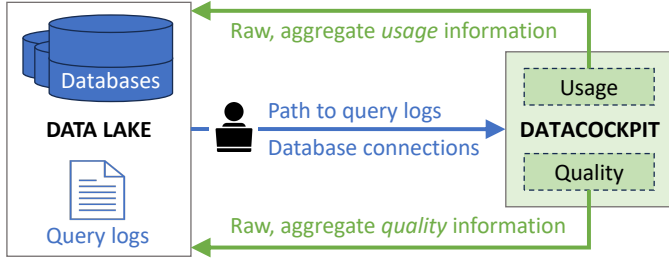 Raw, aggregate usage information
Databases
DATA LAKE
Query logs
Path to query logs
Database connections
Usage
DATACOCKPIT
Quality
Raw, aggregate quality information